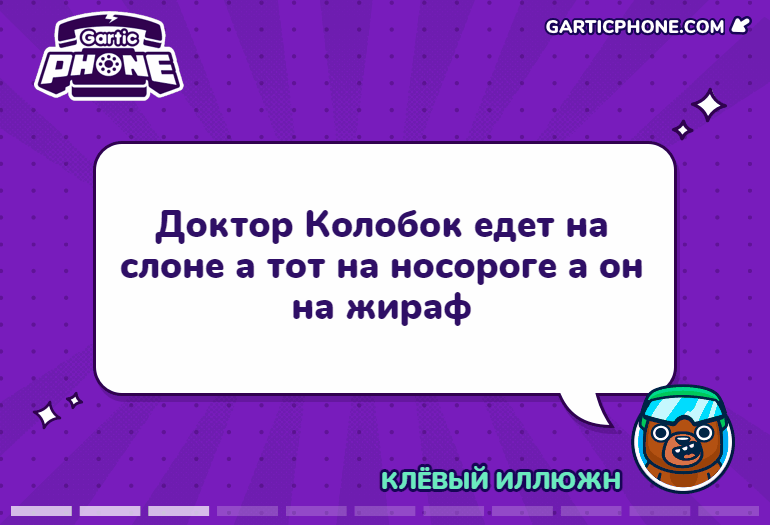 Gartic
PHONE
GARTICPHONE.COM
Доктор Колобок едет на
слоне а тот на носороге а он
на жираф
КЛЁВЫЙ ИЛЛЮЖН